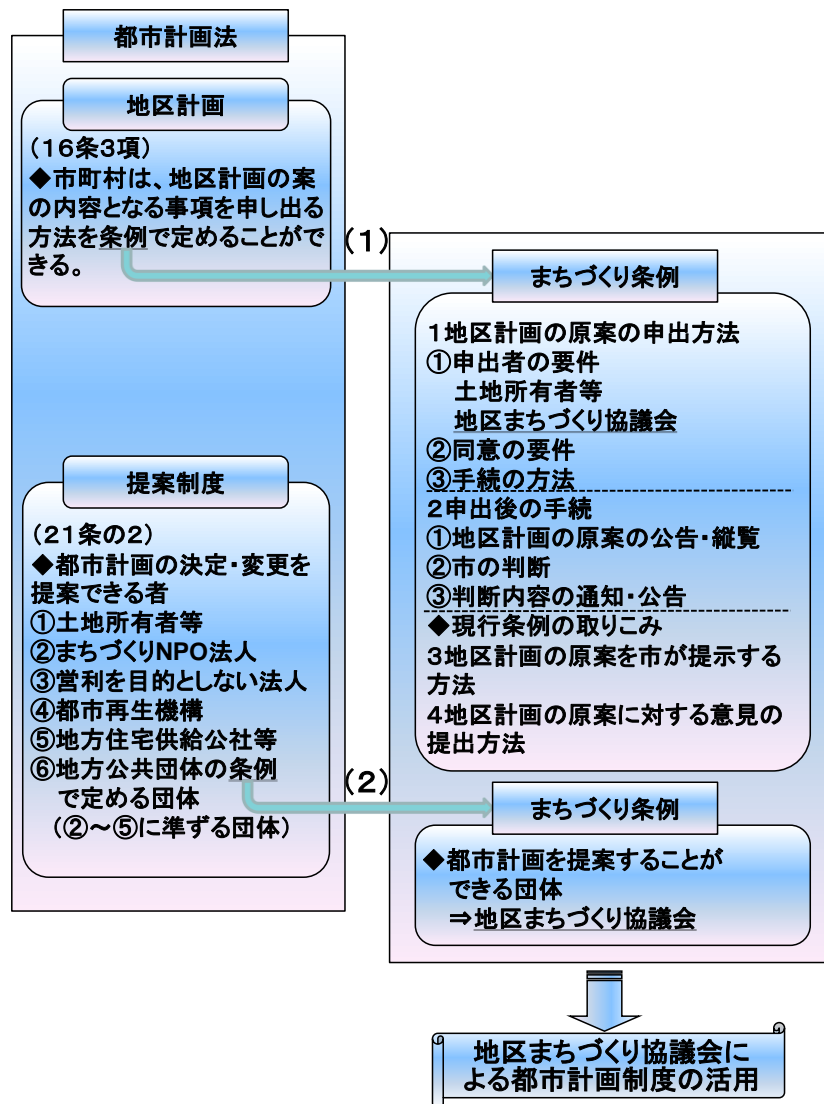 都市計画法
地区計画
（16条3項）
◆市町村は、地区計画の案
の内容となる事項を申し出る
方法を条例で定めることがで
きる。
（1）
まちづくり条例
1地区計画の原案の申出方法
①申出者の要件
土地所有者等
地区まちづくり協議会
②同意の要件
③手続の方法
2申出後の手続
①地区計画の原案の公告・縦覧
②市の判断
③判断内容の通知・公告
◆現行条例の取りこみ
3地区計画の原案を市が提示する
方法
4地区計画の原案に対する意見の
提出方法
提案制度
（21条の2）
◆都市計画の決定・変更を
提案できる者
①土地所有者等
②まちづくりNPO法人
③営利を目的としない法人
④都市再生機構
⑤地方住宅供給公社等
⑥地方公共団体の条例
で定める団体
（②～⑤に準ずる団体）
（2）
まちづくり条例
◆都市計画を提案することが
できる団体
⇒地区まちづくり協議会
地区まちづくり協議会に
よる都市計画制度の活用